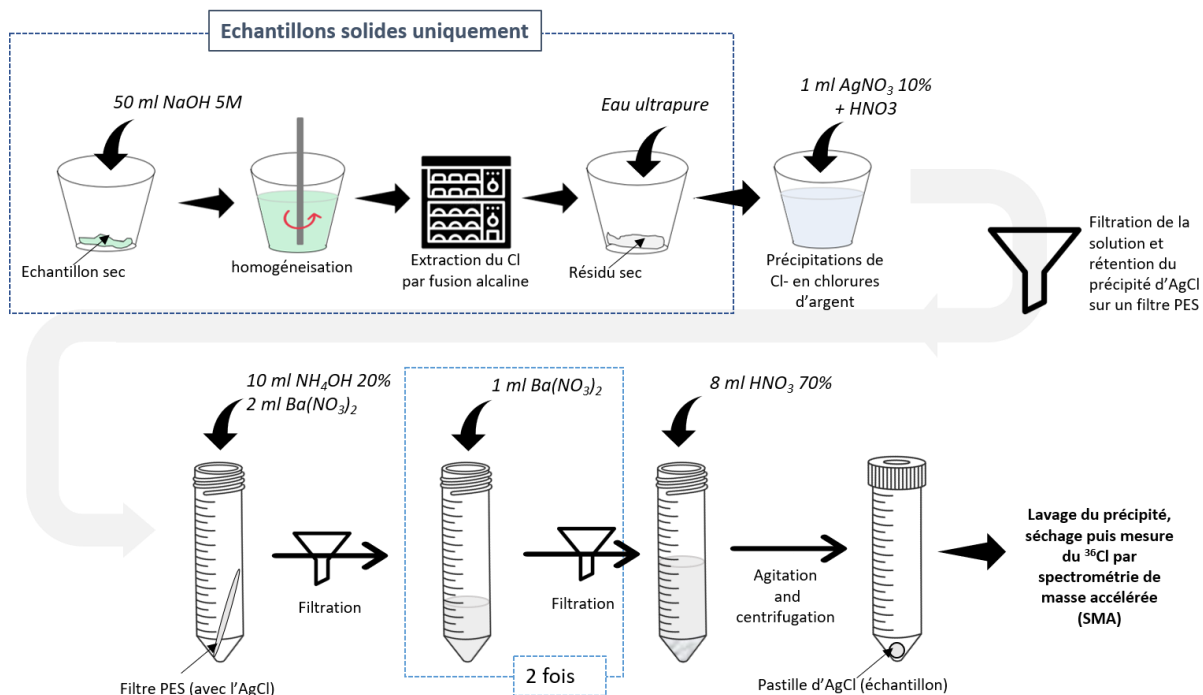 Echantillons solides uniquement
50 ml NaOH 5M
Eau ultrapure
1 ml AgNO₃ 10%
+ HNO3
Echantillon sec
homogéneisation
Extraction du Cl
par fusion alcaline
Résidu sec
Précipitations de
Cl- en chlorures
d'argent
Filtration de la
solution et
rétention du
précipité d'AgCl
sur un filtre PES
10 ml NH₄OH 20%
2 ml Ba(NO₃)₂
1 ml Ba(NO₃)₂
8 ml HNO₃ 70%
Filtration
Filtration
Agitation
and
centrifugation
Lavage du précipité,
séchage puis mesure
du ³⁶Cl par
spectrométrie de
masse accélérée
(SMA)
Filtre PES (avec l'AgCl)
2 fois
Pastille d'AgCl (échantillon)